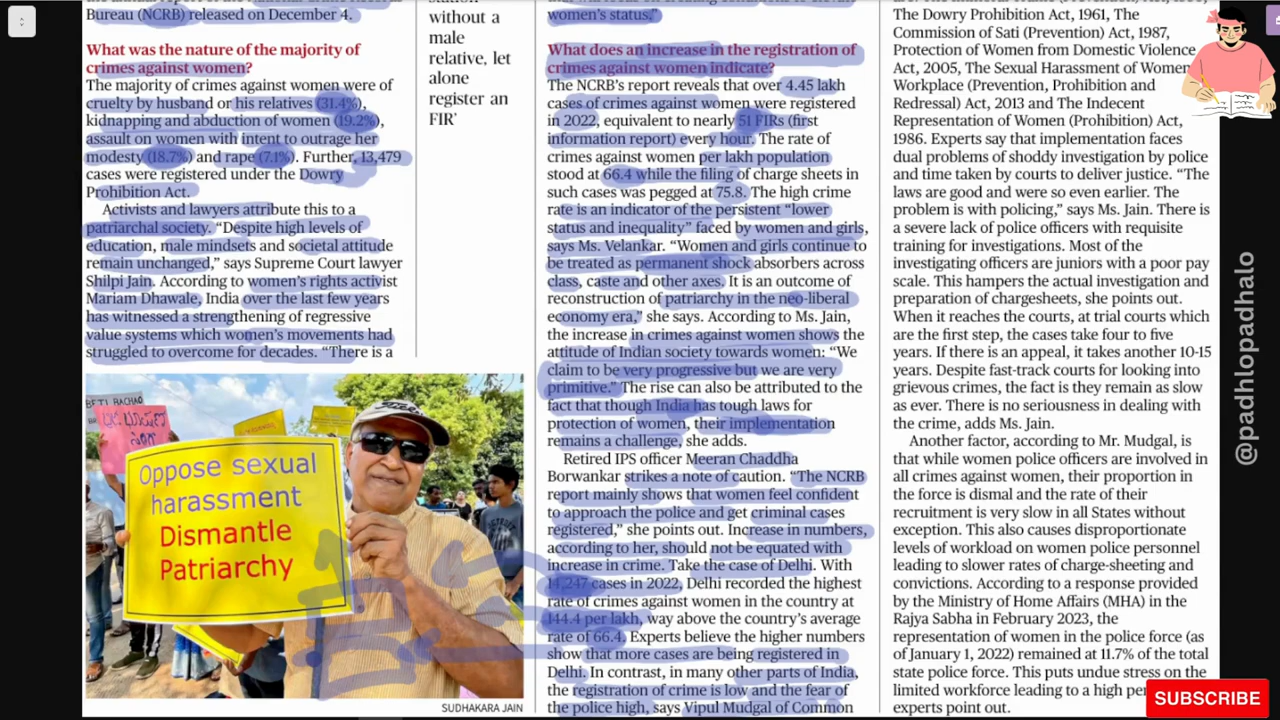 annual report of the National Crime Records
Bureau (NCRB) released on December 4.
What was the nature of the majority of
crimes against women?
The majority of crimes against women were of
cruelty by husband or his relatives (31.4%),
kidnapping and abduction of women (19.2%),
assault on women with intent to outrage her
modesty (18.7%) and rape (7.1%). Further, 13,479
cases were registered under the Dowry
Prohibition Act.
Activists and lawyers attribute this to a
patriarchal society. “Despite high levels of
education, male mindsets and societal attitude
remain unchanged,” says Supreme Court lawyer
Shilpi Jain. According to women’s rights activist
Mariam Dhawale, India over the last few years
has witnessed a strengthening of regressive
value systems which women’s movements had
struggled to overcome for decades. “There is a
BETI BACHAO
Oppose sexual
harassment
Dismantle
Patriarchy
SUDHAKARA JAIN
without a
male
relative, let
alone
register an
FIR’
women’s status,”
What does an increase in the registration of
crimes against women indicate?
The NCRB’s report reveals that over 4.45 lakh
cases of crimes against women were registered
in 2022, equivalent to nearly 51 FIRs (first
information report) every hour. The rate of
crimes against women per lakh population
stood at 66.4 while the filing of charge sheets in
such cases was pegged at 75.8. The high crime
rate is an indicator of the persistent “lower
status and inequality” faced by women and girls,
says Ms. Velankar. “Women and girls continue to
be treated as permanent shock absorbers across
class, caste and other axes. It is an outcome of
reconstruction of patriarchy in the neo-liberal
economy era,” she says. According to Ms. Jain,
the increase in crimes against women shows the
attitude of Indian society towards women: “We
claim to be very progressive but we are very
primitive.” The rise can also be attributed to the
fact that though India has tough laws for
protection of women, their implementation
remains a challenge, she adds.
Retired IPS officer Meeran Chaddha
Borwankar strikes a note of caution. “The NCRB
report mainly shows that women feel confident
to approach the police and get criminal cases
registered,” she points out. Increase in numbers,
according to her, should not be equated with
increase in crime. Take the case of Delhi. With
14,247 cases in 2022, Delhi recorded the highest
rate of crimes against women in the country at
144.4 per lakh, way above the country’s average
rate of 66.4. Experts believe the higher numbers
show that more cases are being registered in
Delhi. In contrast, in many other parts of India,
the registration of crime is low and the fear of
the police high, says Vipul Mudgal of Common
The Dowry Prohibition Act, 1961, The
Commission of Sati (Prevention) Act, 1987,
Protection of Women from Domestic Violence
Act, 2005, The Sexual Harassment of Women
Workplace (Prevention, Prohibition and
Redressal) Act, 2013 and The Indecent
Representation of Women (Prohibition) Act,
1986. Experts say that implementation faces
dual problems of shoddy investigation by police
and time taken by courts to deliver justice. “The
laws are good and were so even earlier. The
problem is with policing,” says Ms. Jain. There is
a severe lack of police officers with requisite
training for investigations. Most of the
investigating officers are juniors with a poor pay
scale. This hampers the actual investigation and
preparation of chargesheets, she points out.
When it reaches the courts, at trial courts which
are the first step, the cases take four to five
years. If there is an appeal, it takes another 10-15
years. Despite fast-track courts for looking into
grievous crimes, the fact is they remain as slow
as ever. There is no seriousness in dealing with
the crime, adds Ms. Jain.
Another factor, according to Mr. Mudgal, is
that while women police officers are involved in
all crimes against women, their proportion in
the force is dismal and the rate of their
recruitment is very slow in all States without
exception. This also causes disproportionate
levels of workload on women police personnel
leading to slower rates of charge-sheeting and
convictions. According to a response provided
by the Ministry of Home Affairs (MHA) in the
Rajya Sabha in February 2023, the
representation of women in the police force (as
of January 1, 2022) remained at 11.7% of the total
state police force. This puts undue stress on the
limited workforce leading to a high
experts point out.
@padhlopadhalo
SUBSCRIBE